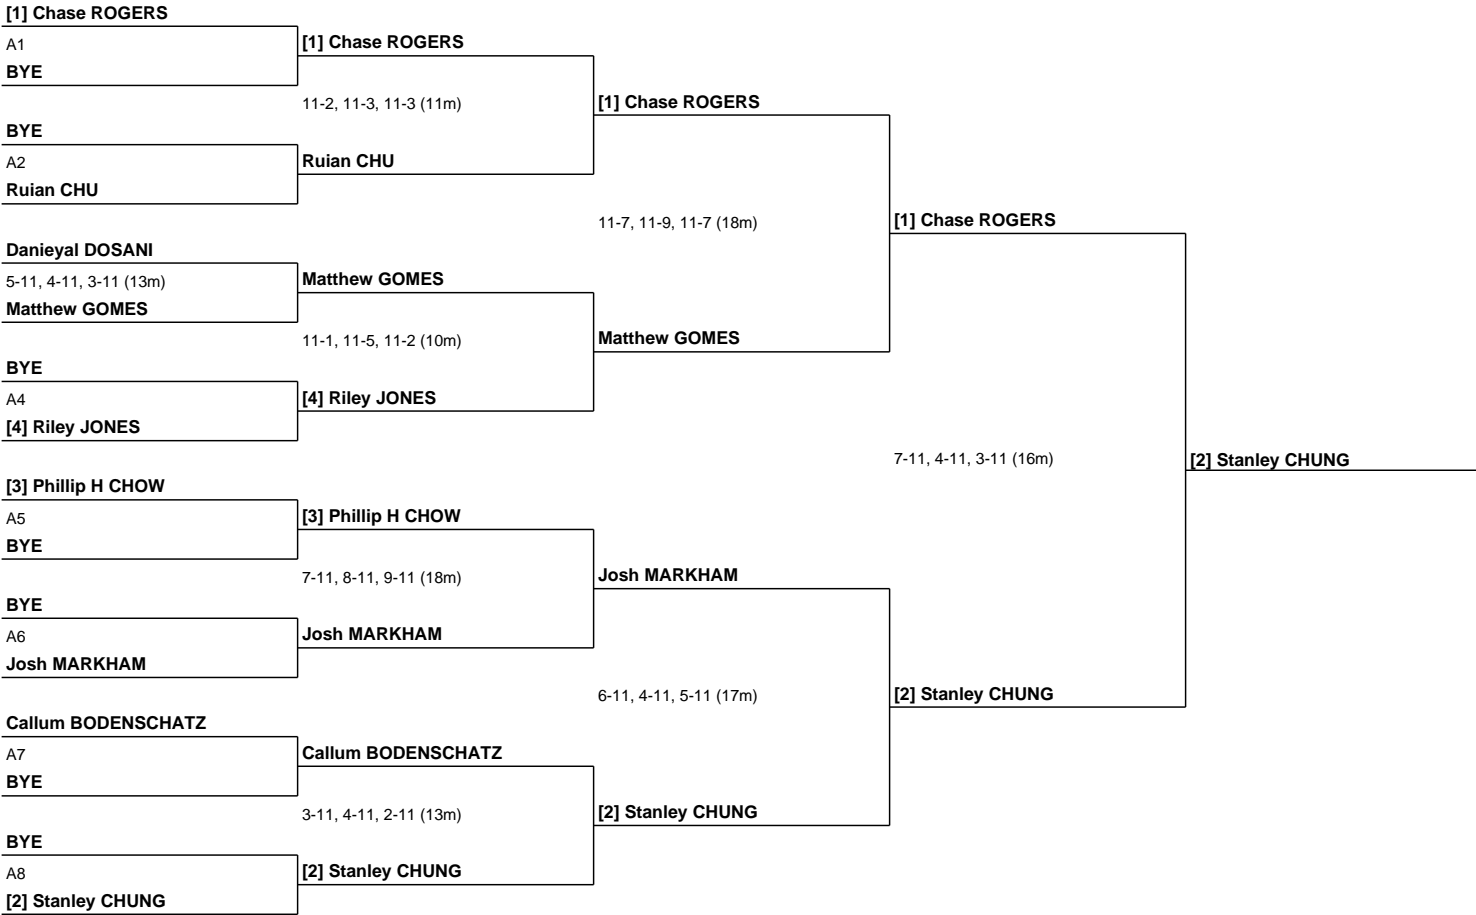 [1] Chase ROGERS
A1
BYE
BYE
A2
Ruian CHU
Danieyal DOSANI
5-11, 4-11, 3-11 (13m)
Matthew GOMES
BYE
A4
[4] Riley JONES
[3] Phillip H CHOW
A5
BYE
BYE
A6
Josh MARKHAM
Callum BODENSCHATZ
A7
BYE
BYE
A8
[2] Stanley CHUNG
[1] Chase ROGERS
11-2, 11-3, 11-3 (11m)
Ruian CHU
Matthew GOMES
11-1, 11-5, 11-2 (10m)
[4] Riley JONES
[3] Phillip H CHOW
7-11, 8-11, 9-11 (18m)
Josh MARKHAM
Callum BODENSCHATZ
3-11, 4-11, 2-11 (13m)
[2] Stanley CHUNG
[1] Chase ROGERS
11-7, 11-9, 11-7 (18m)
Matthew GOMES
Josh MARKHAM
6-11, 4-11, 5-11 (17m)
[2] Stanley CHUNG
[1] Chase ROGERS
7-11, 4-11, 3-11 (16m)
[2] Stanley CHUNG
[2] Stanley CHUNG